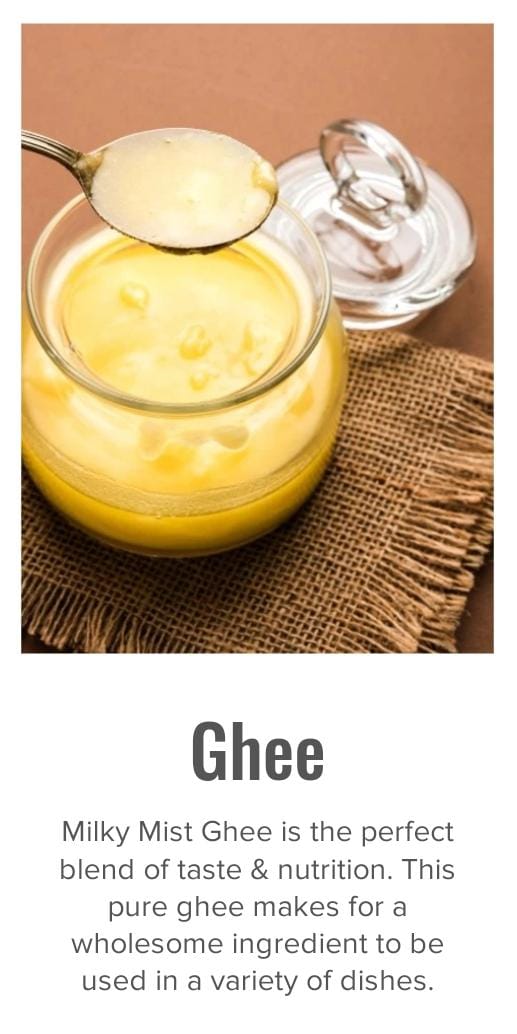 Ghee
Milky Mist Ghee is the perfect
blend of taste & nutrition. This
pure ghee makes for a
wholesome ingredient to be
used in a variety of dishes.